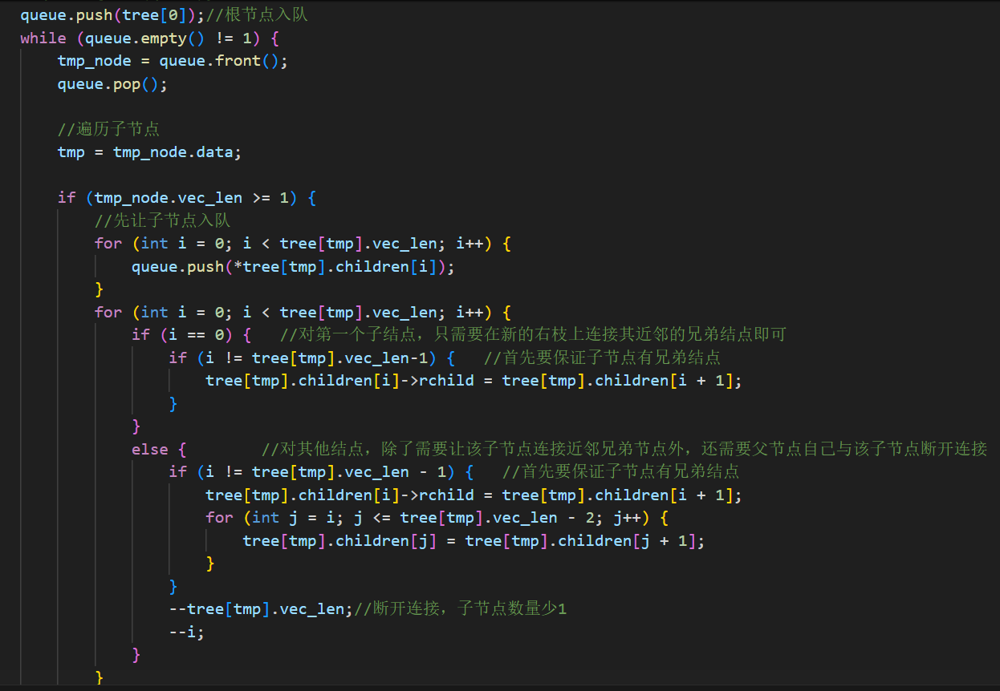 queue.push(tree[0]);//根节点入队
while (queue.empty() != 1) {
    tmp_node = queue.front();
    queue.pop();

    //遍历子节点
    tmp = tmp_node.data;

    if (tmp_node.vec_len >= 1) {
        //先让子节点入队
        for (int i = 0; i < tree[tmp].vec_len; i++) {
            queue.push(*tree[tmp].children[i]);
        }
        for (int i = 0; i < tree[tmp].vec_len; i++) {
            if (i == 0) {   //对第一个子结点，只需要在新的右枝上连接其近邻的兄弟结点即可
                if (i != tree[tmp].vec_len-1) {   //首先要保证子节点有兄弟结点
                    tree[tmp].children[i]->rchild = tree[tmp].children[i + 1];
                }
            }
            else {        //对其他结点，除了需要让该子节点连接近邻兄弟节点外，还需要父节点自己与该子节点断开连接
                if (i != tree[tmp].vec_len - 1) {   //首先要保证子节点有兄弟结点
                    tree[tmp].children[i]->rchild = tree[tmp].children[i + 1];
                    for (int j = i; j <= tree[tmp].vec_len - 2; j++) {
                        tree[tmp].children[j] = tree[tmp].children[j + 1];
                    }
                }
                --tree[tmp].vec_len;//断开连接，子节点数量少1
                --i;
            }
        }